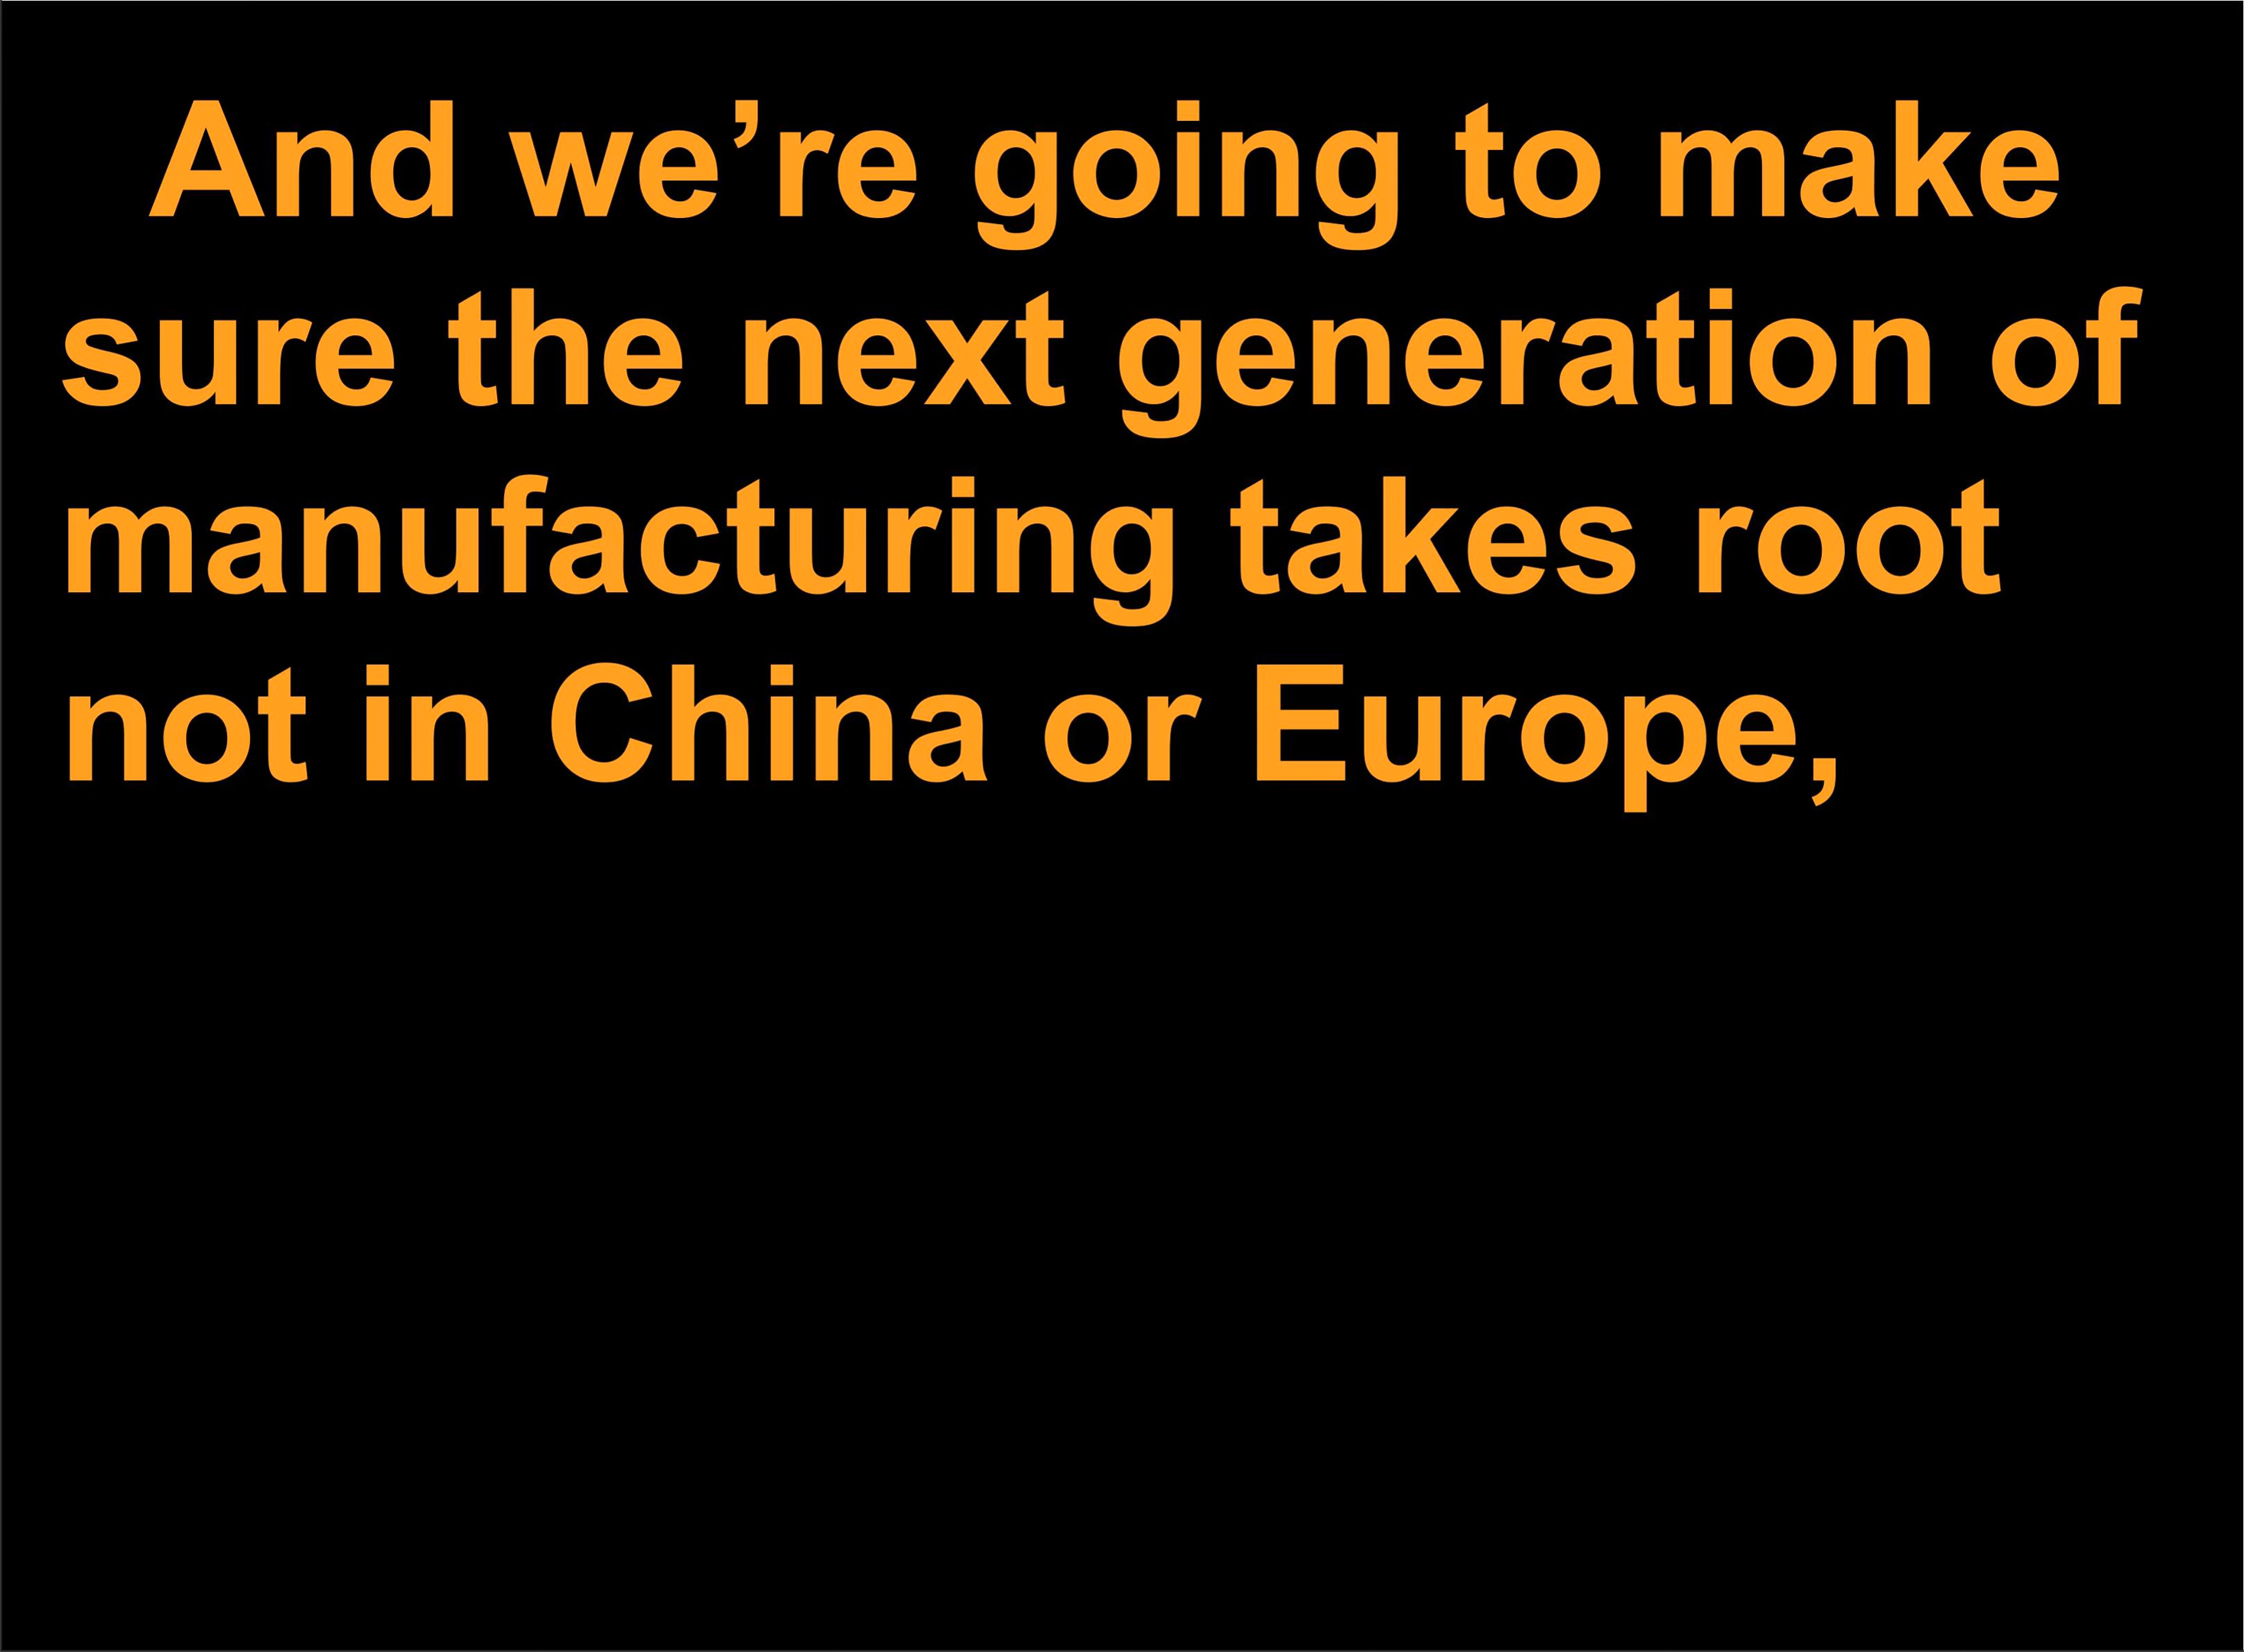 And we’re going to make
sure the next generation of
manufacturing takes root
not in China or Europe,